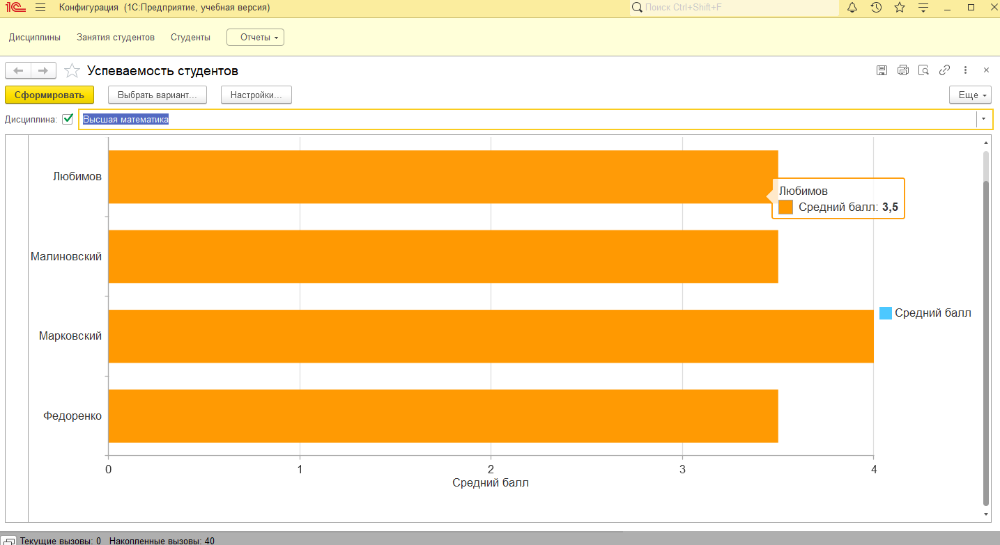 1С Конфигурация (1С:Предприятие, учебная версия) Поиск Ctrl+Shift+F
Дисциплины Занятия студентов Студенты Отчеты
Успеваемость студентов
Сформировать Выбрать вариант... Настройки... Еще
Дисциплина: Высшая математика
Любимов
Любимов
Средний балл: 3,5
Малиновский
Средний балл
Марковский
Федоренко
0 1 2 3 4
Средний балл
Текущие вызовы: 0 Накопленные вызовы: 40